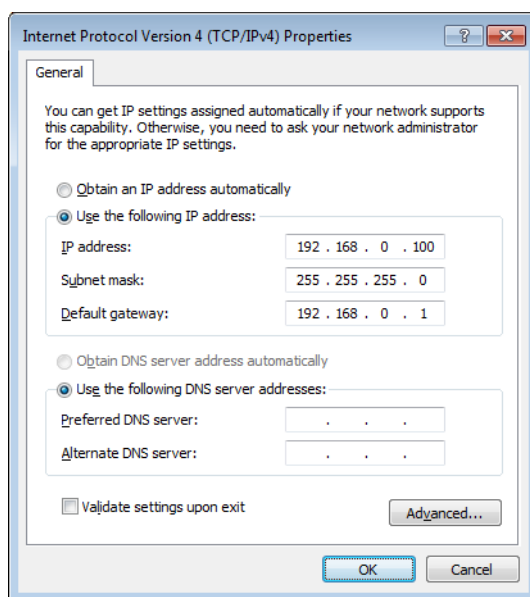 Internet Protocol Version 4 (TCP/IPv4) Properties
General
You can get IP settings assigned automatically if your network supports
this capability. Otherwise, you need to ask your network administrator
for the appropriate IP settings.
Obtain an IP address automatically
Use the following IP address:
IP address: 192 . 168 . 0 . 100
Subnet mask: 255 . 255 . 255 . 0
Default gateway: 192 . 168 . 0 . 1
Obtain DNS server address automatically
Use the following DNS server addresses:
Preferred DNS server: . . .
Alternate DNS server: . . .
Validate settings upon exit
Advanced...
OK Cancel